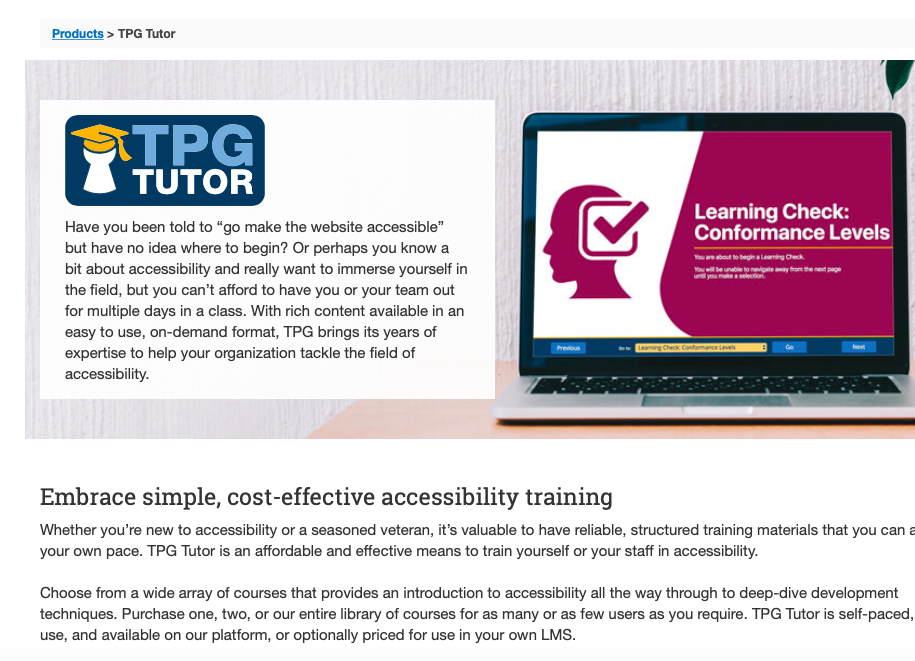 Products > TPG Tutor
TPG
TUTOR
Have you been told to “go make the website accessible”
but have no idea where to begin? Or perhaps you know a
bit about accessibility and really want to immerse yourself in
the field, but you can’t afford to have you or your team out
for multiple days in a class. With rich content available in an
easy to use, on-demand format, TPG brings its years of
expertise to help your organization tackle the field of
accessibility.
Learning Check:
Conformance Levels
You are about to begin a Learning Check.
You will be unable to navigate away from the next page
until you make a selection.
Previous
Go to:
Learning Check: Conformance Levels
Go
Next
Embrace simple, cost-effective accessibility training
Whether you’re new to accessibility or a seasoned veteran, it’s valuable to have reliable, structured training materials that you can
your own pace. TPG Tutor is an affordable and effective means to train yourself or your staff in accessibility.
Choose from a wide array of courses that provides an introduction to accessibility all the way through to deep-dive development
techniques. Purchase one, two, or our entire library of courses for as many or as few users as you require. TPG Tutor is self-paced,
use, and available on our platform, or optionally priced for use in your own LMS.